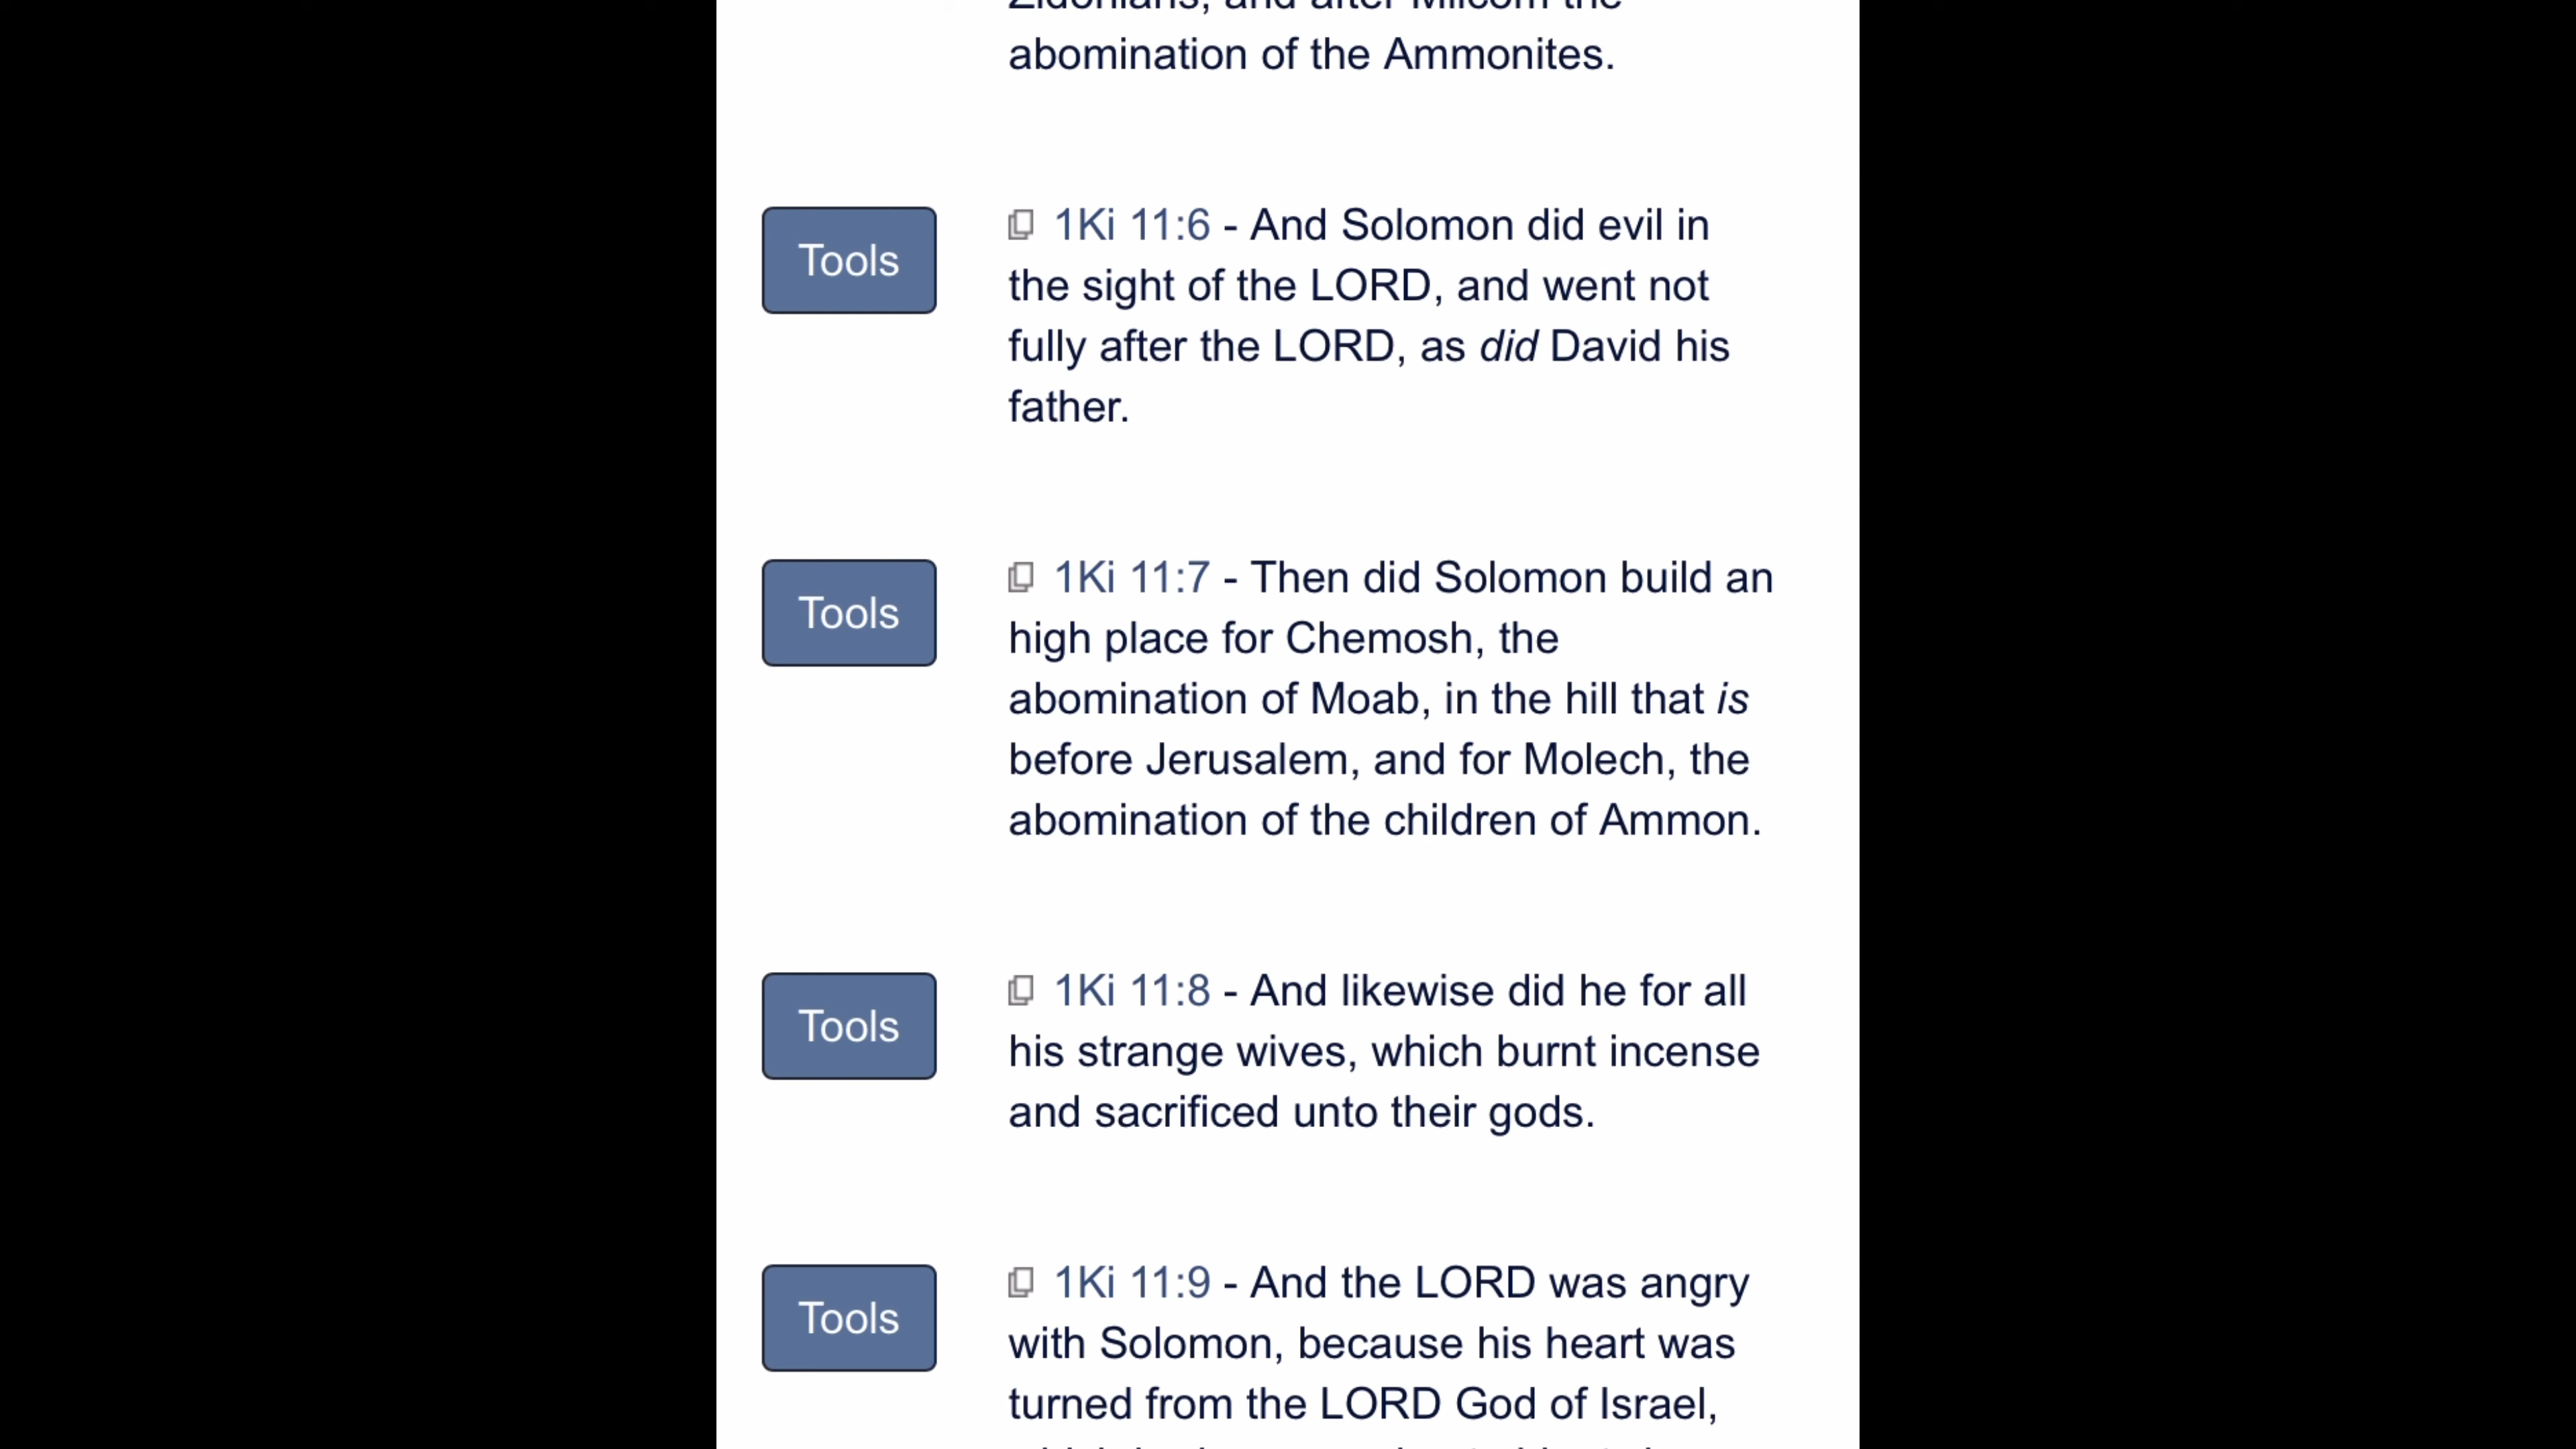 Zidonians, and after Milcom the
abomination of the Ammonites.
Tools
1Ki 11:6 - And Solomon did evil in
the sight of the LORD, and went not
fully after the LORD, as did David his
father.
Tools
1Ki 11:7 - Then did Solomon build an
high place for Chemosh, the
abomination of Moab, in the hill that is
before Jerusalem, and for Molech, the
abomination of the children of Ammon.
Tools
1Ki 11:8 - And likewise did he for all
his strange wives, which burnt incense
and sacrificed unto their gods.
Tools
1Ki 11:9 - And the LORD was angry
with Solomon, because his heart was
turned from the LORD God of Israel,